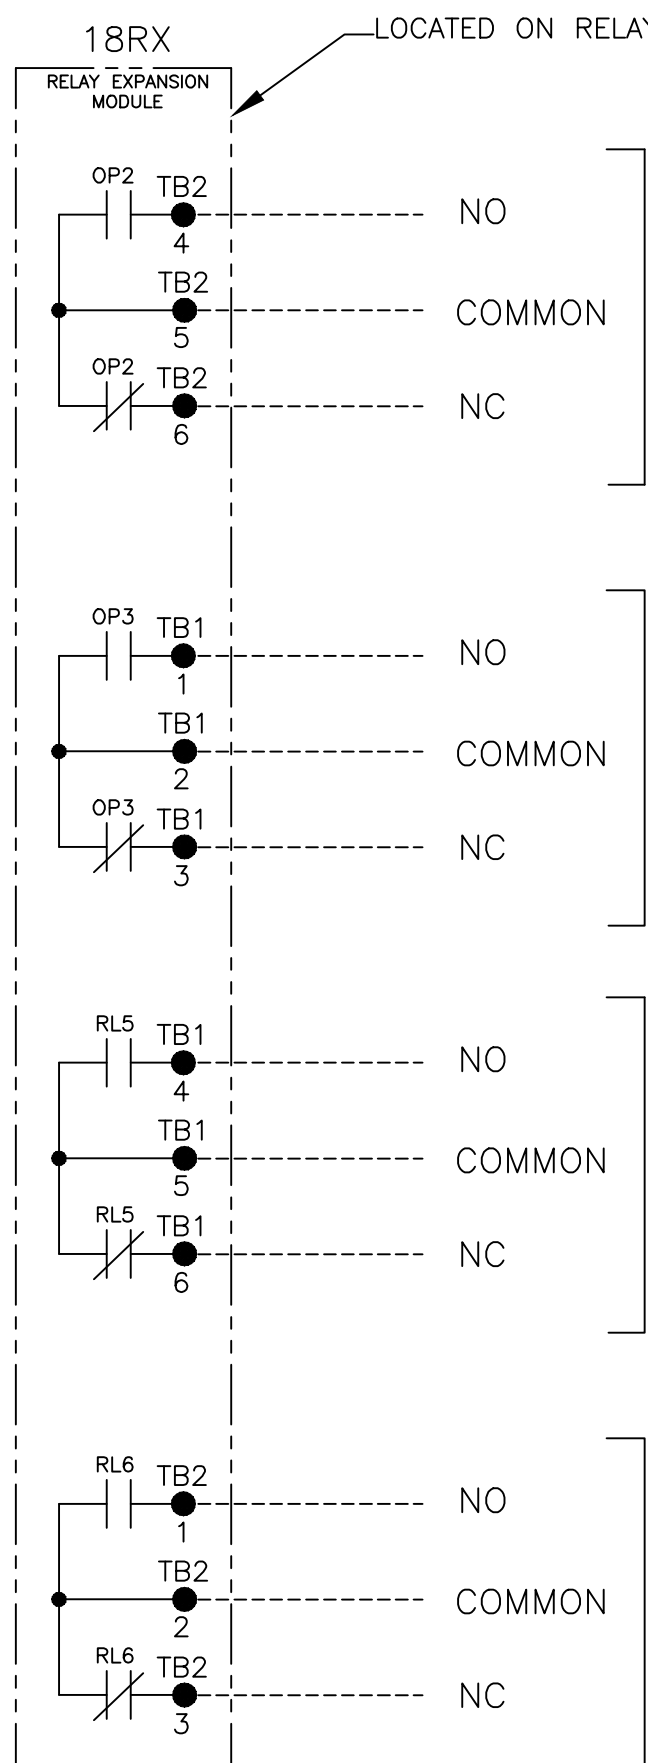 LOCATED ON RELAY
18RX
RELAY EXPANSION
MODULE
OP2 TB2 NO
4
TB2 COMMON
5
OP2 TB2 NC
6
OP3 TB1 NO
1
TB1 COMMON
2
OP3 TB1 NC
3
RL5 TB1 NO
4
TB1 COMMON
5
RL5 TB1 NC
6
RL6 TB2 NO
1
TB2 COMMON
2
RL6 TB2 NC
3